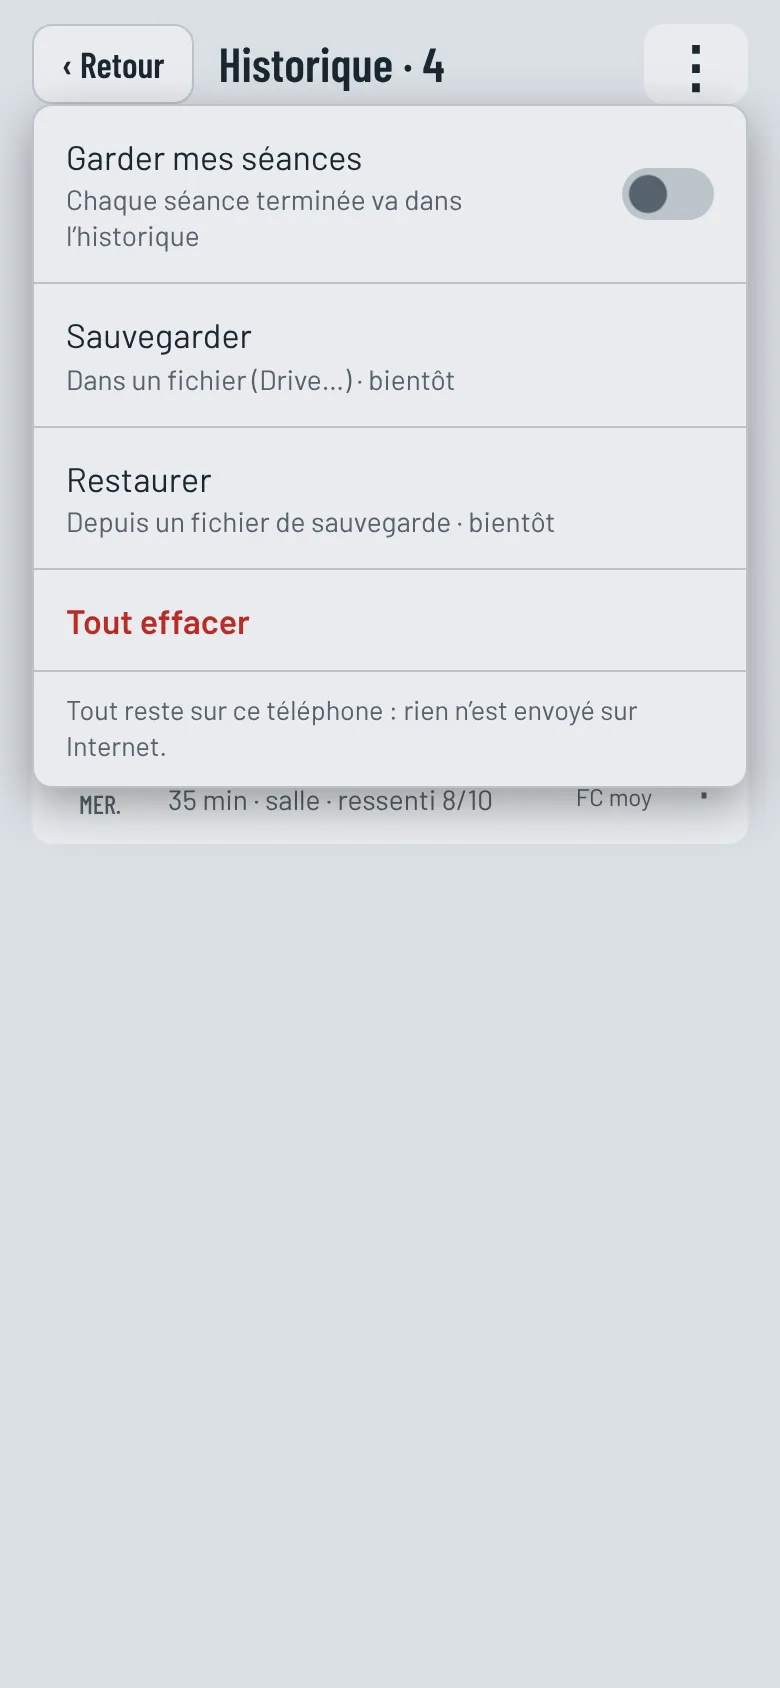 ‹ Retour
Historique · 4
Garder mes séances
Chaque séance terminée va dans
l’historique
Sauvegarder
Dans un fichier (Drive…) · bientôt
Restaurer
Depuis un fichier de sauvegarde · bientôt
Tout effacer
Tout reste sur ce téléphone : rien n’est envoyé sur
Internet.
MER.
35 min · salle · ressenti 8/10
FC moy